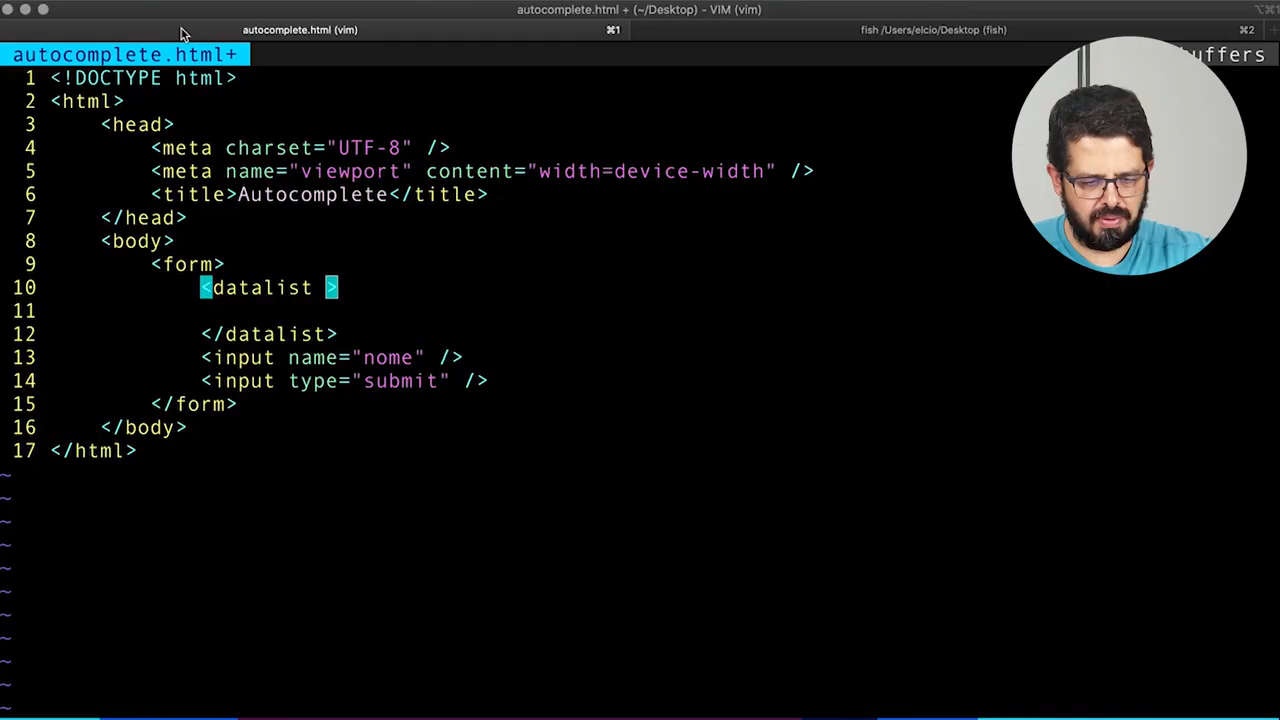 autocomplete.html + (~/Desktop) - VIM (vim)
⌥⌘1
autocomplete.html (vim)
⌘1
fish /Users/elcio/Desktop (fish)
⌘2
+
autocomplete.html+
buffers
1 <!DOCTYPE html>
2 <html>
3 <head>
4 <meta charset="UTF-8" />
5 <meta name="viewport" content="width=device-width" />
6 <title>Autocomplete</title>
7 </head>
8 <body>
9 <form>
10 <datalist >
11
12 </datalist>
13 <input name="nome" />
14 <input type="submit" />
15 </form>
16 </body>
17 </html>
~
~
~
~
~
~
~
~
~
~
~